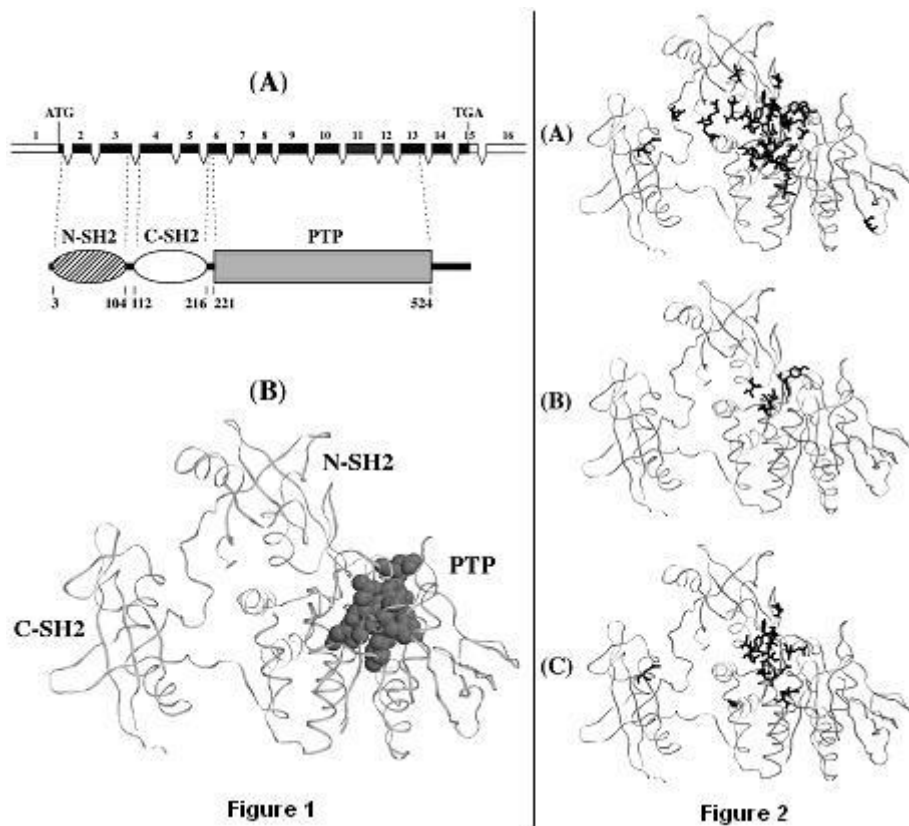 (A)
ATG TGA
1 2 3 4 5 6 7 8 9 10 11 12 13 14 15 16
N-SH2 C-SH2 PTP
3 104 112 216 221 524
(B)
N-SH2
PTP
C-SH2
Figure 1
(A)
(B)
(C)
Figure 2